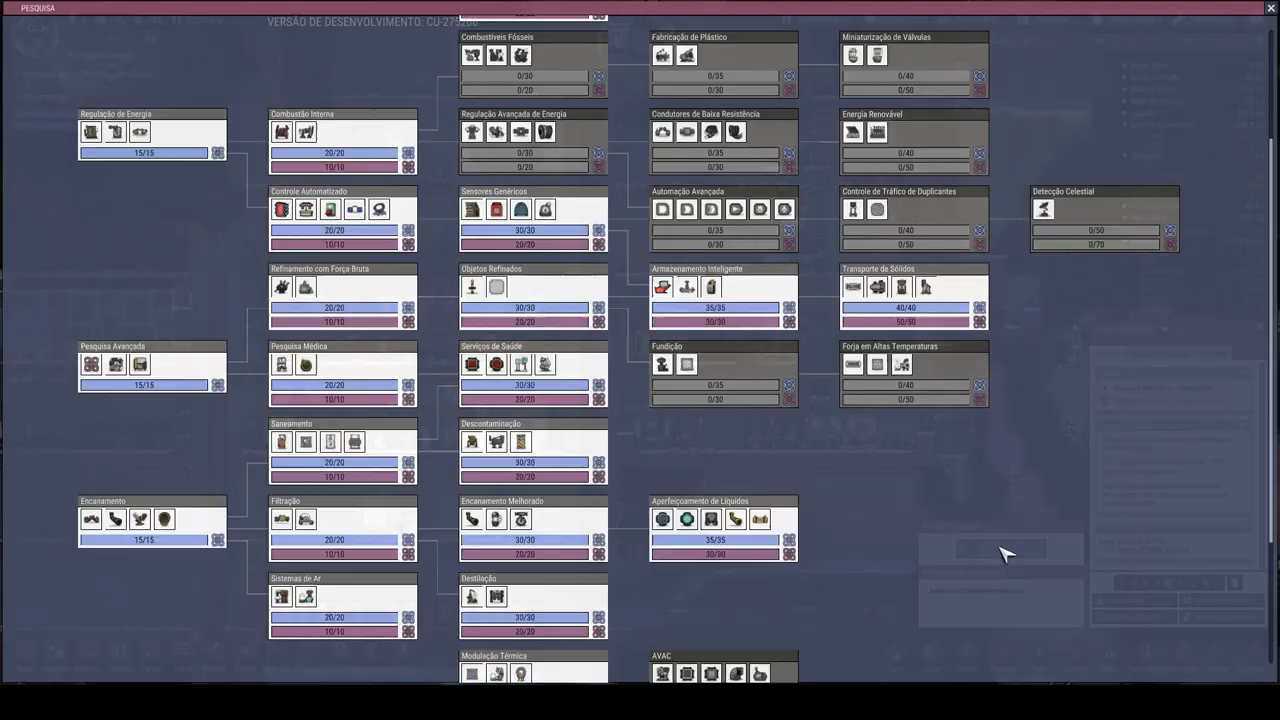 PESQUISA
VERSÃO DE DESENVOLVIMENTO: CU-275266
Combustíveis Fósseis
0/30
0/20
Fabricação de Plástico
0/35
0/30
Miniaturização de Válvulas
0/40
0/50
Regulação de Energia
15/15
Combustão Interna
20/20
10/10
Regulação Avançada de Energia
0/30
0/20
Condutores de Baixa Resistência
0/35
0/30
Energia Renovável
0/40
0/50
Controle Automatizado
20/20
10/10
Sensores Genéricos
30/30
20/20
Automação Avançada
0/35
0/30
Controle de Tráfico de Duplicantes
0/40
0/50
Detecção Celestial
0/50
0/70
Refinamento com Força Bruta
20/20
10/10
Objetos Refinados
30/30
20/20
Armazenamento Inteligente
35/35
30/30
Transporte de Sólidos
40/40
50/50
Pesquisa Avançada
15/15
Pesquisa Médica
20/20
10/10
Serviços de Saúde
30/30
20/20
Fundição
0/35
0/30
Forja em Altas Temperaturas
0/40
0/50
Saneamento
20/20
10/10
Descontaminação
30/30
20/20
Encanamento
15/15
Filtração
20/20
10/10
Encanamento Melhorado
30/30
20/20
Aperfeiçoamento de Líquidos
35/35
30/30
Sistemas de Ar
20/20
10/10
Destilação
30/30
20/20
Modulação Térmica
AVAC